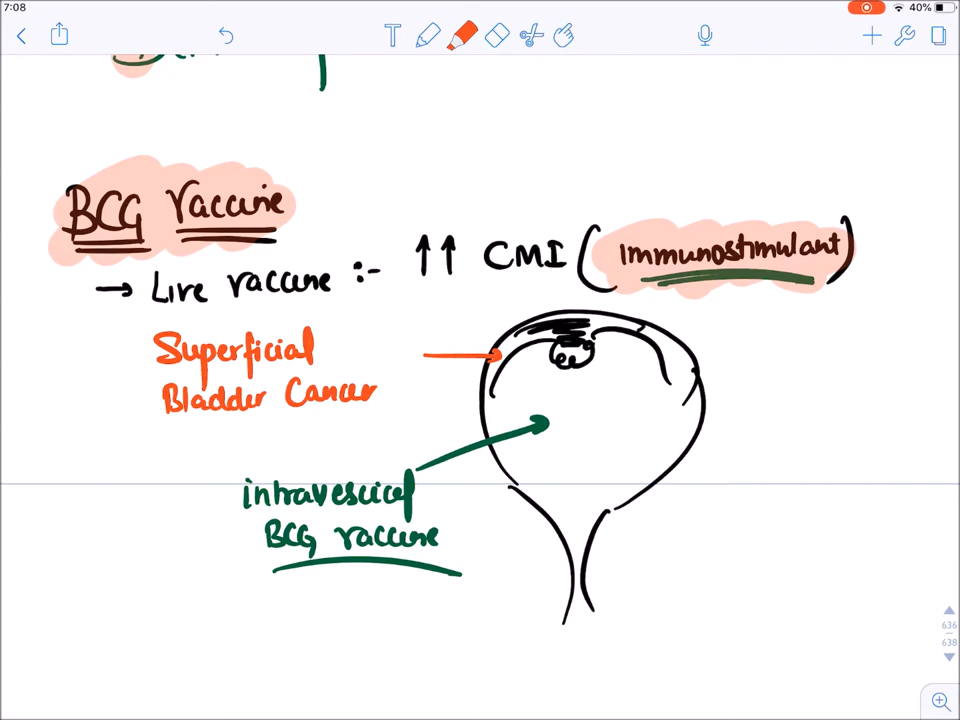 7:08
40%
BCG Vaccine
→ Live vaccine :- ↑↑ CMI (immunostimulant)
Superficial
Bladder Cancer
intravesical
BCG vaccine
636
638